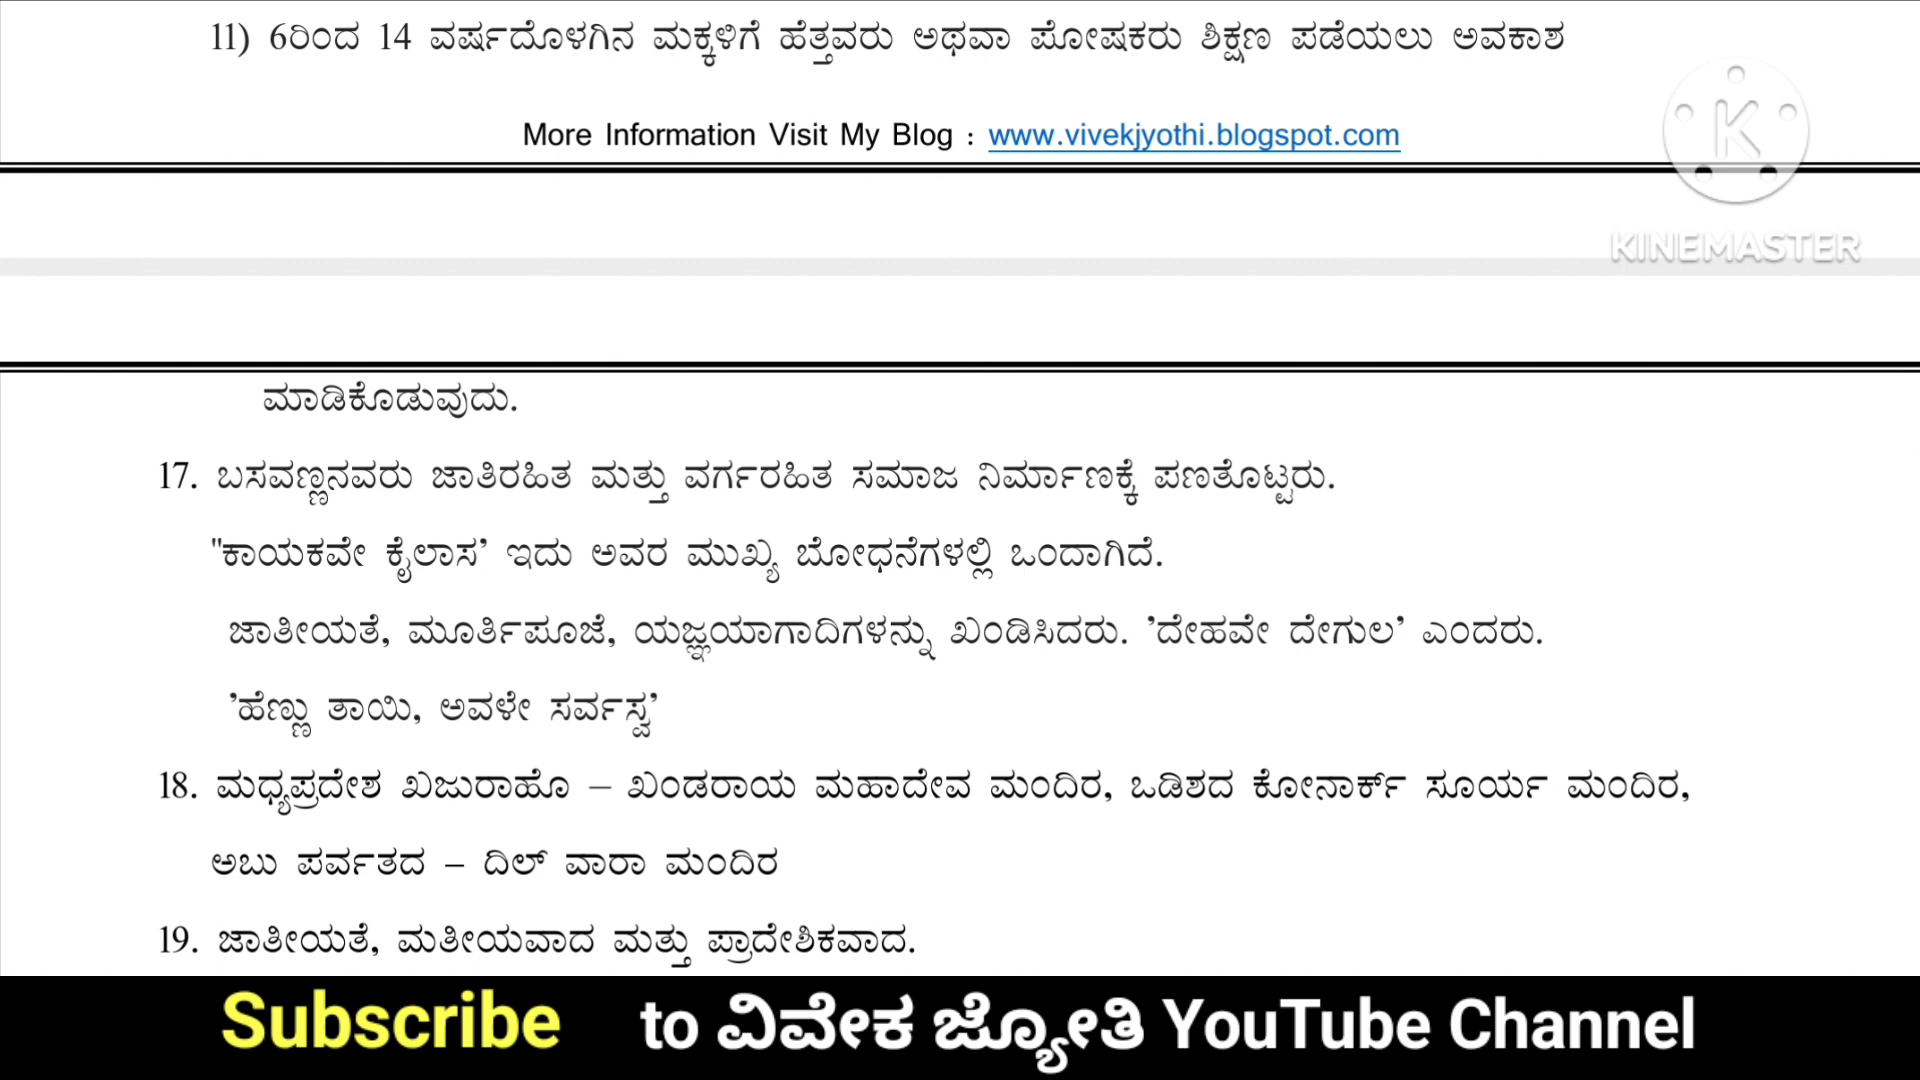 11) 6ರಿಂದ 14 ವರ್ಷದೊಳಗಿನ ಮಕ್ಕಳಿಗೆ ಹೆತ್ತವರು ಅಥವಾ ಪೋಷಕರು ಶಿಕ್ಷಣ ಪಡೆಯಲು ಅವಕಾಶ
More Information Visit My Blog : www.vivekjyothi.blogspot.com
KINEMASTER
ಮಾಡಿಕೊಡುವುದು.
17. ಬಸವಣ್ಣನವರು ಜಾತಿರಹಿತ ಮತ್ತು ವರ್ಗರಹಿತ ಸಮಾಜ ನಿರ್ಮಾಣಕ್ಕೆ ಪಣತೊಟ್ಟರು.
"ಕಾಯಕವೇ ಕೈಲಾಸ’ ಇದು ಅವರ ಮುಖ್ಯ ಬೋಧನೆಗಳಲ್ಲಿ ಒಂದಾಗಿದೆ.
ಜಾತೀಯತೆ, ಮೂರ್ತಿಪೂಜೆ, ಯಜ್ಞಯಾಗಾದಿಗಳನ್ನು ಖಂಡಿಸಿದರು. ’ದೇಹವೇ ದೇಗುಲ’ ಎಂದರು.
’ಹೆಣ್ಣು ತಾಯಿ, ಅವಳೇ ಸರ್ವಸ್ವ’
18. ಮಧ್ಯಪ್ರದೇಶ ಖಜುರಾಹೊ – ಖಂಡರಾಯ ಮಹಾದೇವ ಮಂದಿರ, ಒಡಿಶದ ಕೋನಾರ್ಕ್ ಸೂರ್ಯ ಮಂದಿರ,
ಅಬು ಪರ್ವತದ – ದಿಲ್ ವಾರಾ ಮಂದಿರ
19. ಜಾತೀಯತೆ, ಮತೀಯವಾದ ಮತ್ತು ಪ್ರಾದೇಶಿಕವಾದ.
Subscribe to ವಿವೇಕ ಜ್ಯೋತಿ YouTube Channel